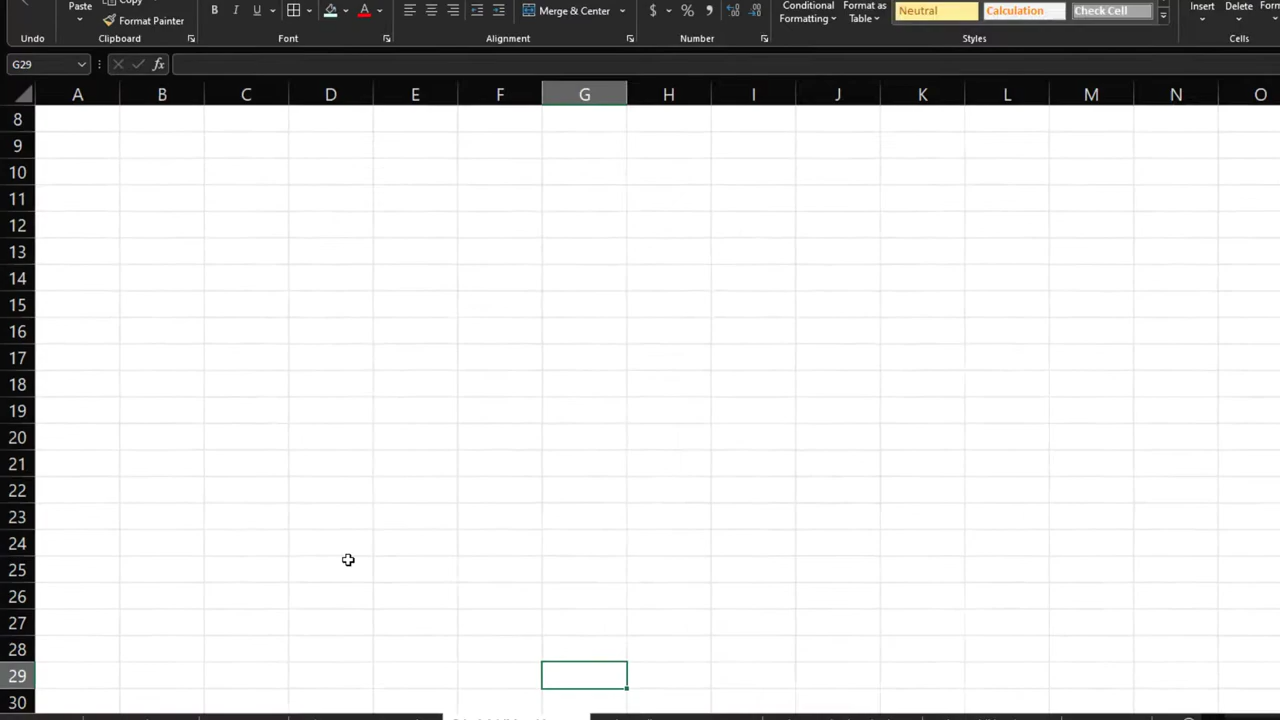 Paste
Copy
Format Painter
Undo
Clipboard
B I U
Font
A
Merge & Center
Alignment
$ % ,
Number
Conditional
Formatting
Format as
Table
Neutral Calculation Check Cell
Styles
Insert Delete Form
Cells
G29
fx
A B C D E F G H I J K L M N O
8
9
10
11
12
13
14
15
16
17
18
19
20
21
22
23
24
25
26
27
28
29
30